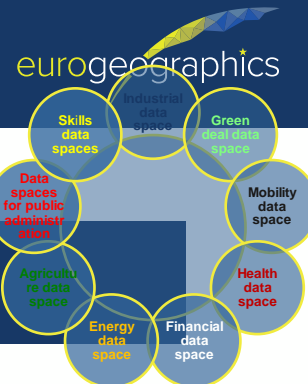 eurogeographics
Industrial
data
space
Skills
data
spaces
Green
deal data
space
Data
spaces
for public
administr
ation
Mobility
data
space
Agricultu
re data
space
Health
data
space
Energy
data
space
Financial
data
space